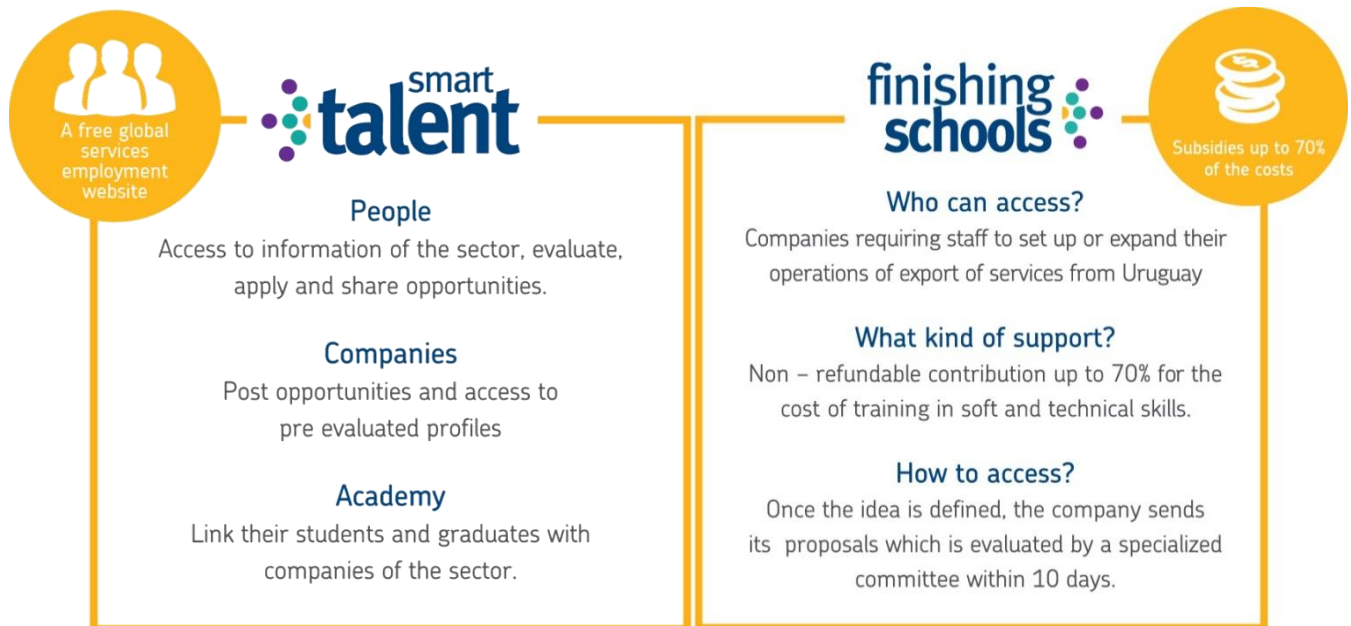 A free global
services
employment
website
smart
talent
People
Access to information of the sector, evaluate,
apply and share opportunities.
Companies
Post opportunities and access to
pre evaluated profiles
Academy
Link their students and graduates with
companies of the sector.
finishing
schools
Subsidies up to 70%
of the costs
Who can access?
Companies requiring staff to set up or expand their
operations of export of services from Uruguay
What kind of support?
Non – refundable contribution up to 70% for the
cost of training in soft and technical skills.
How to access?
Once the idea is defined, the company sends
its proposals which is evaluated by a specialized
committee within 10 days.